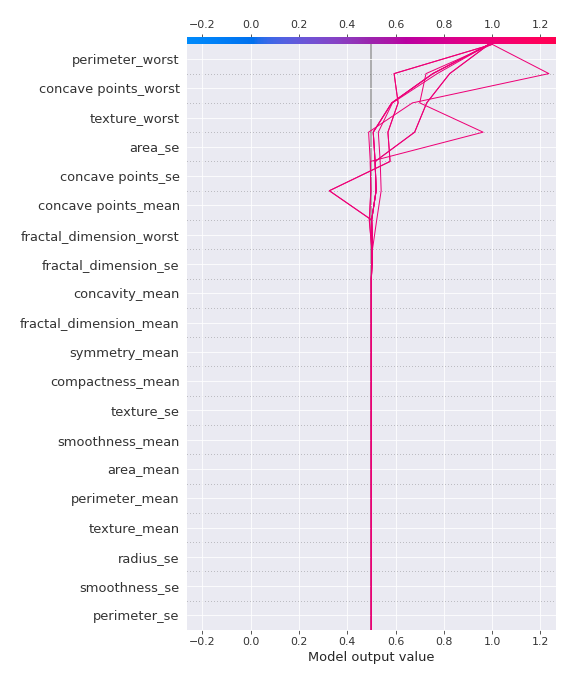 −0.2 0.0 0.2 0.4 0.6 0.8 1.0 1.2
perimeter_worst
concave points_worst
texture_worst
area_se
concave points_se
concave points_mean
fractal_dimension_worst
fractal_dimension_se
concavity_mean
fractal_dimension_mean
symmetry_mean
compactness_mean
texture_se
smoothness_mean
area_mean
perimeter_mean
texture_mean
radius_se
smoothness_se
perimeter_se
−0.2 0.0 0.2 0.4 0.6 0.8 1.0 1.2
Model output value